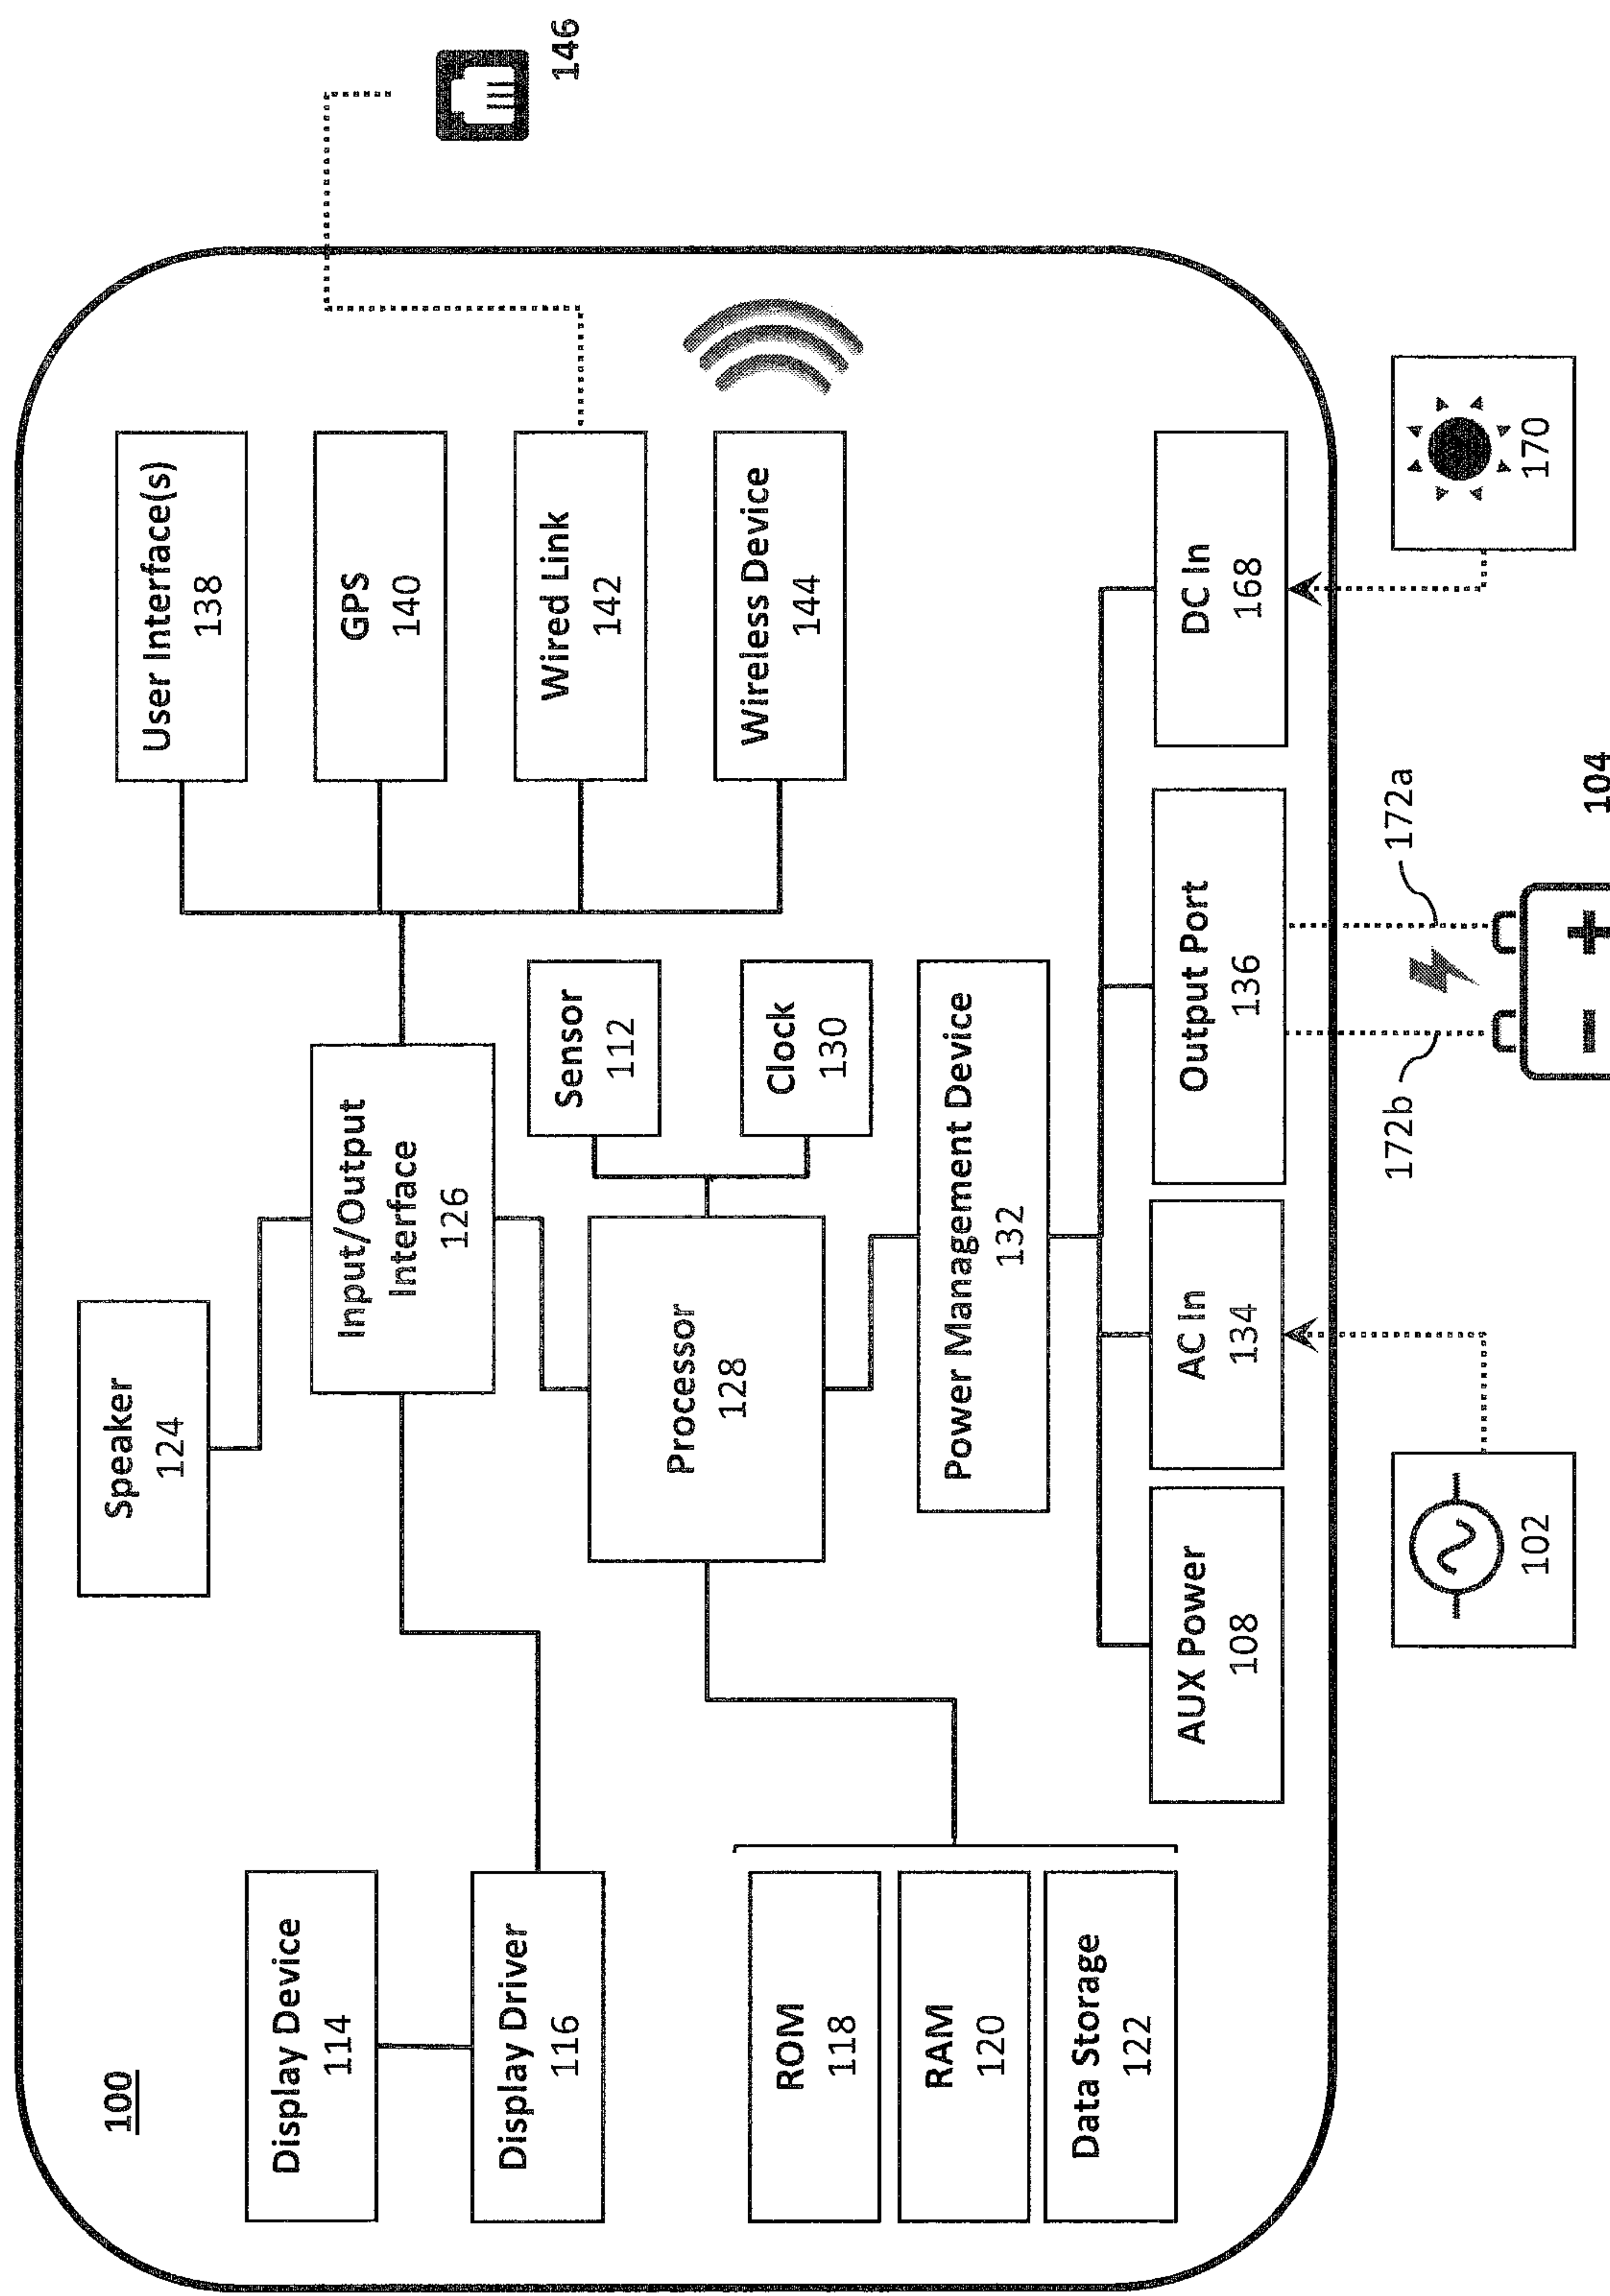 100
Speaker
124
User Interface(s)
138
Display Device
114
GPS
140
Input/Output
Interface
126
Display Driver
116
Wired Link
142
146
Sensor
112
Processor
128
Wireless Device
144
Clock
130
ROM
118
RAM
120
Data Storage
122
Power Management Device
132
AUX Power
108
AC In
134
Output Port
136
DC In
168
102
172b
172a
170
104